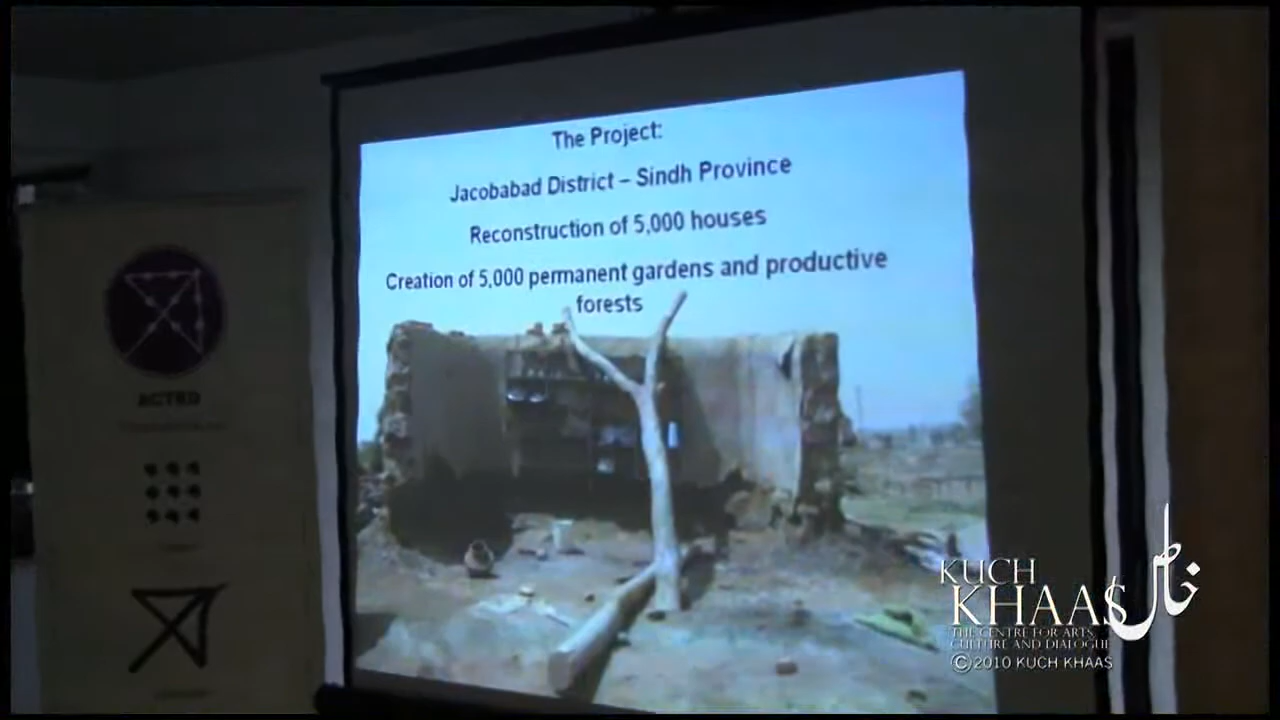 The Project:
Jacobabad District – Sindh Province
Reconstruction of 5,000 houses
Creation of 5,000 permanent gardens and productive
forests
ACTED
KUCH
KHAAS
خاص
THE CENTRE FOR ARTS,
CULTURE AND DIALOGUE
©2010 KUCH KHAAS